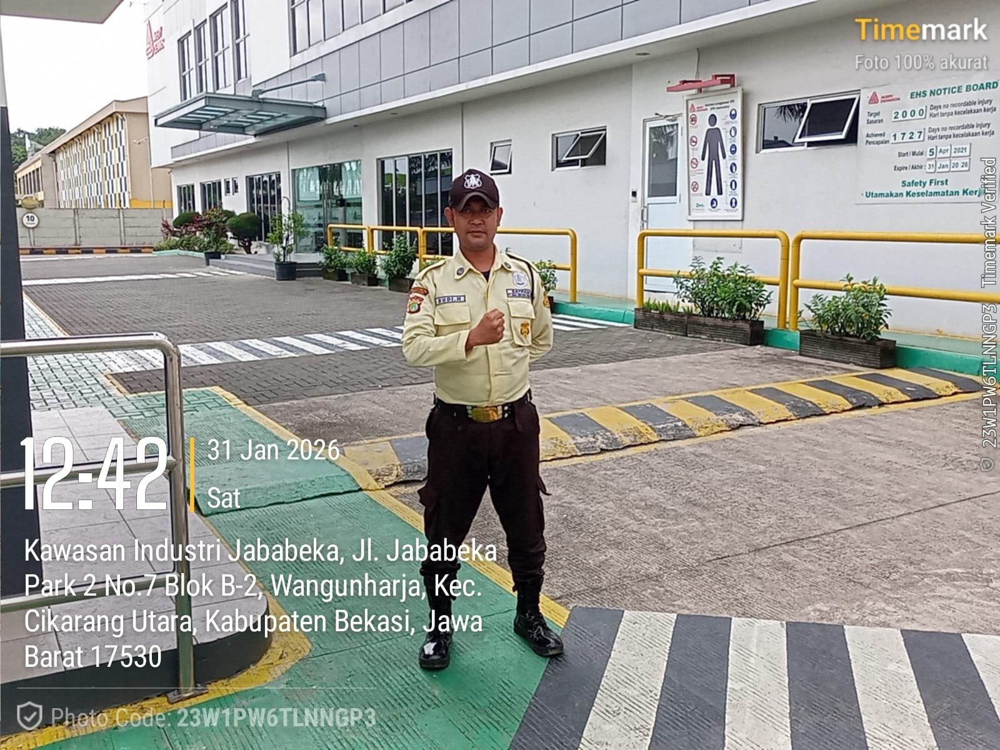 Timemark
Foto 100% akurat
AVERY
DENNISON
EHS NOTICE BOARD
Target
Sasaran
2000
Days no recordable injury
Hari tanpa kecelakaan kerja
Achieved
Pencapaian
1727
Days no recordable injury
Hari tanpa kecelakaan kerja
Start / Mulai : 5 Apr 2021
Expire / Akhir : 31 Jan 20 26
Safety First
Utamakan Keselamatan Kerj
10
BUDI.H
SATPAM
12:42
31 Jan 2026
Sat
Kawasan Industri Jababeka, Jl. Jababeka
Park 2 No.7 Blok B-2, Wangunharja, Kec.
Cikarang Utara, Kabupaten Bekasi, Jawa
Barat 17530
Photo Code: 23W1PW6TLNNGP3
23W1PW6TLNNGP3 Timemark Verified